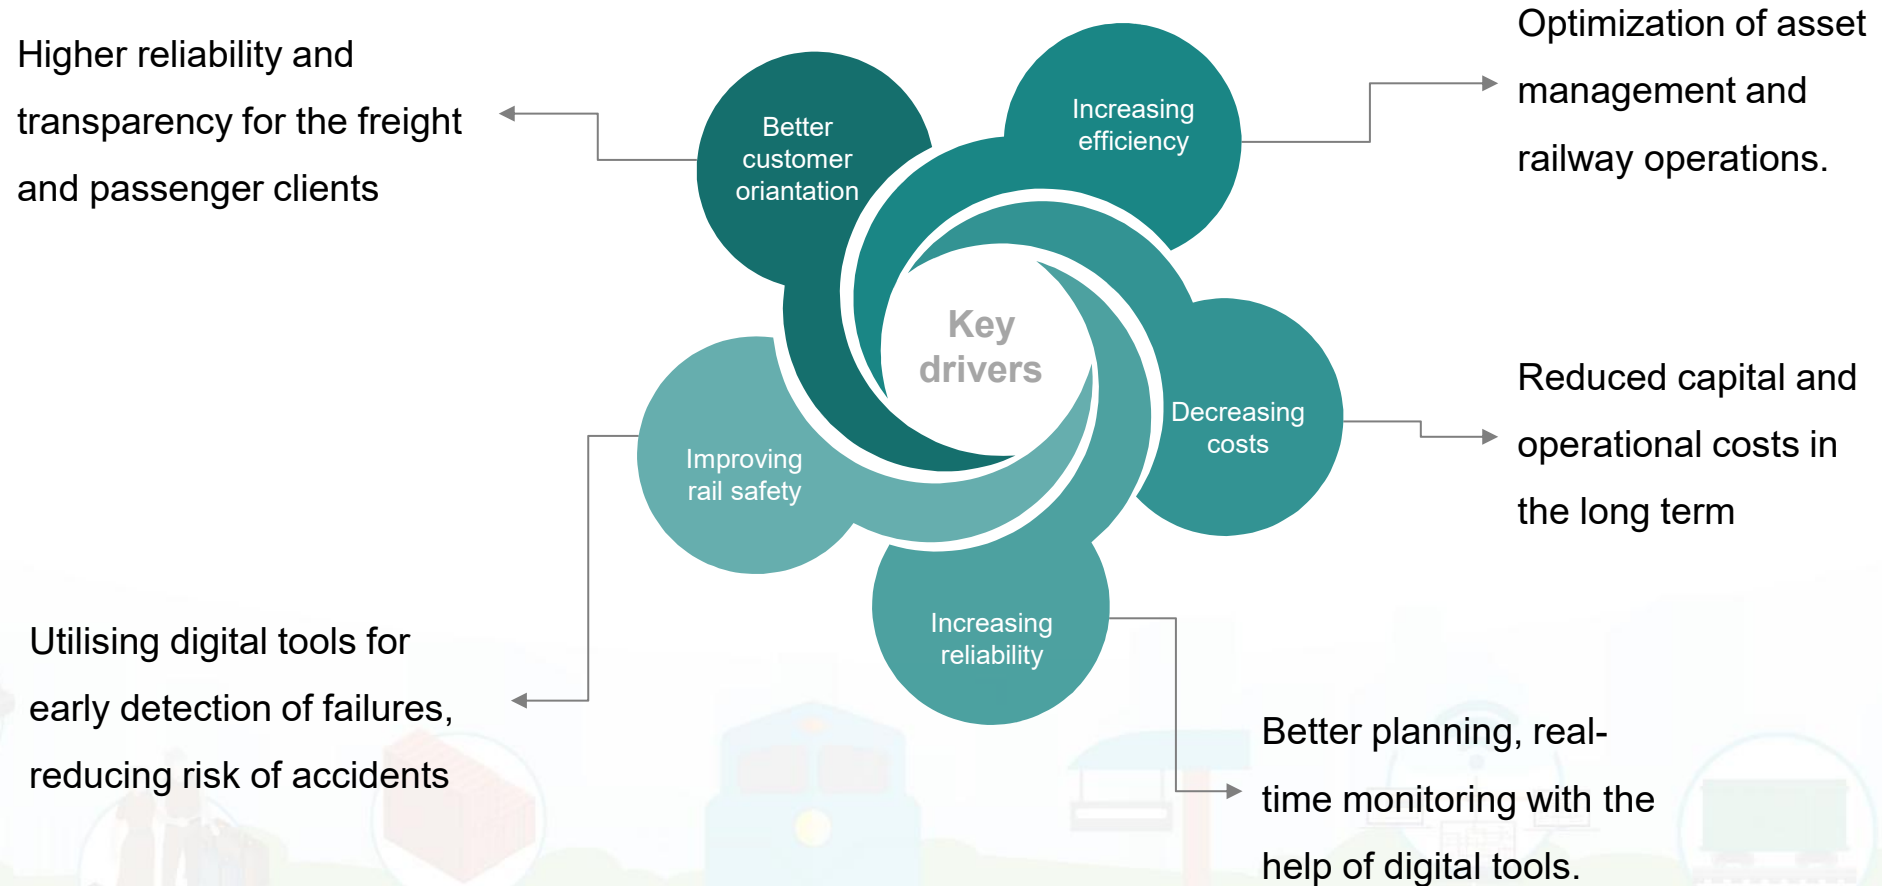 Higher reliability and
transparency for the freight
and passenger clients
Better
customer
oriantation
Increasing
efficiency
Optimization of asset
management and
railway operations.
Key
drivers
Decreasing
costs
Reduced capital and
operational costs in
the long term
Improving
rail safety
Utilising digital tools for
early detection of failures,
reducing risk of accidents
Increasing
reliability
Better planning, real-
time monitoring with the
help of digital tools.